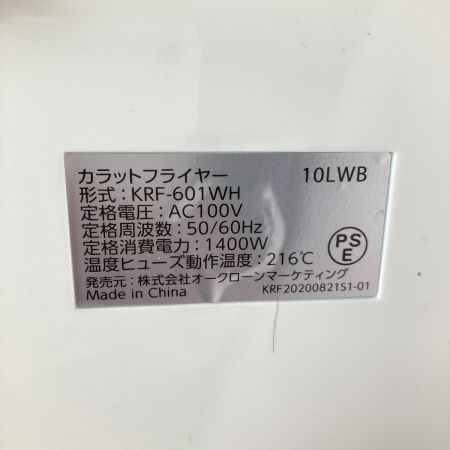 カラットフライヤー 10LWB
形式：KRF-601WH
定格電圧：AC100V
定格周波数：50/60Hz
定格消費電力：1400W
温度ヒューズ動作温度：216℃
PS
E
発売元：株式会社オークローンマーケティング
Made in China KRF20200821S1-01